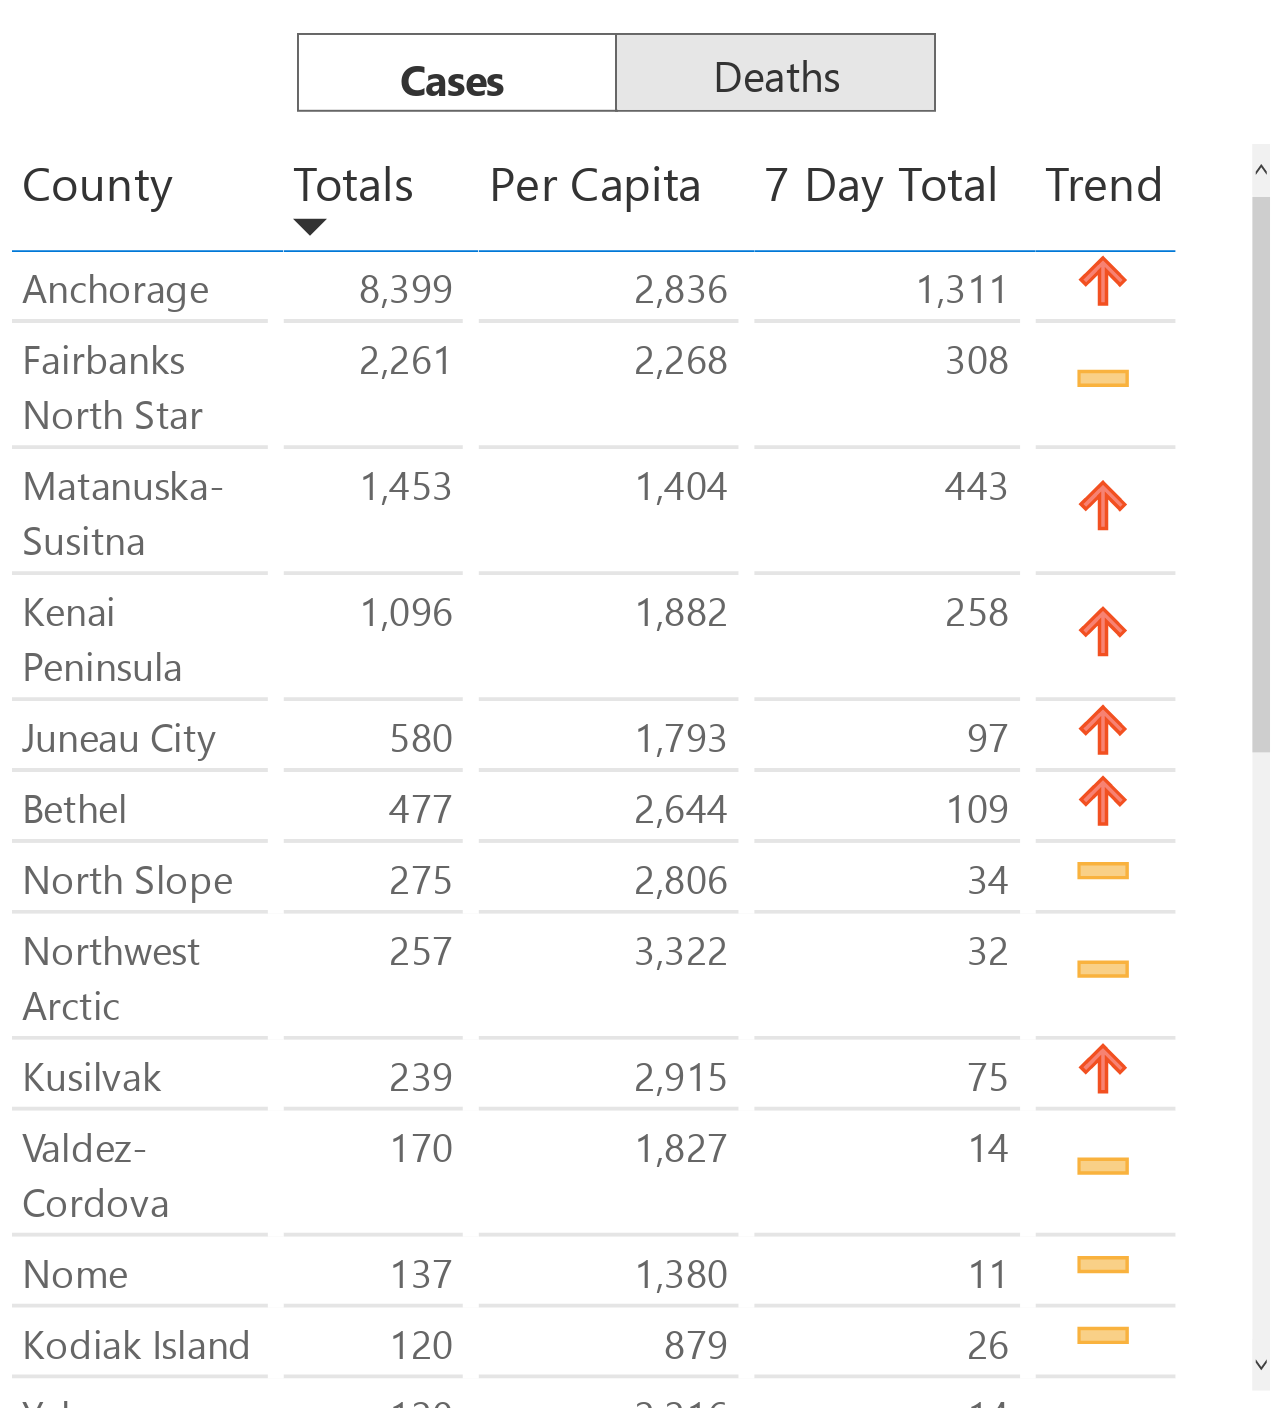 Cases Deaths
County Totals Per Capita 7 Day Total Trend
Anchorage 8,399 2,836 1,311
Fairbanks 2,261 2,268 308
North Star
Matanuska- 1,453 1,404 443
Susitna
Kenai 1,096 1,882 258
Peninsula
Juneau City 580 1,793 97
Bethel 477 2,644 109
North Slope 275 2,806 34
Northwest 257 3,322 32
Arctic
Kusilvak 239 2,915 75
Valdez- 170 1,827 14
Cordova
Nome 137 1,380 11
Kodiak Island 120 879 26